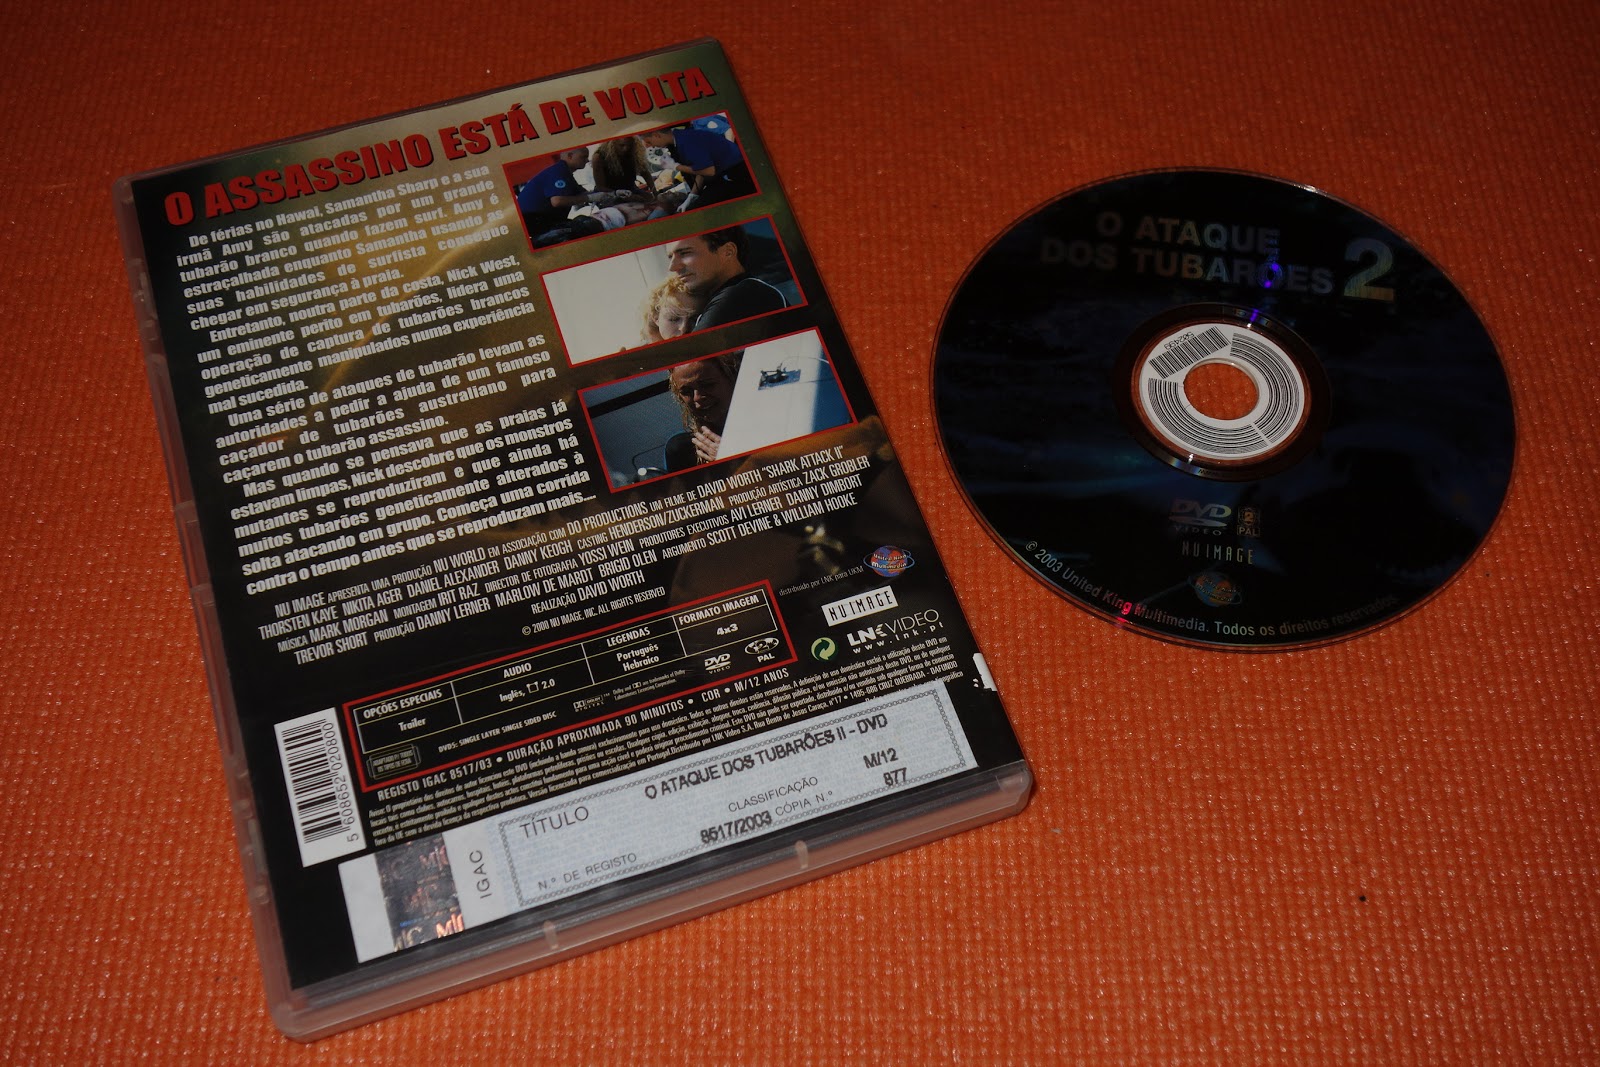 O ASSASSINO ESTÁ DE VOLTA
De férias no Hawai, Samantha Sharp e a sua
irmã Amy são atacadas por um grande
tubarão branco quando fazem surf. Amy é
estraçalhada enquanto Samantha usando as
suas habilidades de surfista consegue
chegar em segurança à praia.
Entretanto, noutra parte da costa, Nick West,
um eminente perito em tubarões, lidera uma
operação de captura de tubarões brancos
geneticamente manipulados numa experiência
mal sucedida.
Uma série de ataques de tubarão levam as
autoridades a pedir a ajuda de um famoso
caçador de tubarões australiano para
caçarem o tubarão assassino.
Mas quando se pensava que as praias já
estavam limpas, Nick descobre que os monstros
mutantes se reproduziram e que ainda há
muitos tubarões geneticamente alterados à
solta atacando em grupo. Começa uma corrida
contra o tempo antes que se reproduzam mais....
NU IMAGE APRESENTA UMA PRODUÇÃO NU WORLD EM ASSOCIAÇÃO COM DO PRODUCTIONS UM FILME DE DAVID WORTH "SHARK ATTACK II"
THORSTEN KAYE NIKITA AGER DANIEL ALEXANDER DANNY KEOGH CASTING HENDERSON/ZUCKERMAN PRODUÇÃO ARTÍSTICA ZACK GROBLER
MÚSICA MARK MORGAN MONTAGEM IRIT RAZ DIRECTOR DE FOTOGRAFIA YOSSI WEIN PRODUTORES EXECUTIVOS AVI LERNER DANNY DIMBORT
TREVOR SHORT PRODUÇÃO DANNY LERNER MARLOW DE MARDT BRIGID OLEN ARGUMENTO SCOTT DEVINE & WILLIAM HOOKE
REALIZAÇÃO DAVID WORTH
© 2000 NU IMAGE, INC. ALL RIGHTS RESERVED
distribuído por LNK para UKM
United King Multimedia
NU IMAGE
LNK VIDEO
www.lnk.pt
OPÇÕES ESPECIAIS
Trailer
AUDIO
Inglês, 2.0
LEGENDAS
Português
Hebraico
FORMATO IMAGEM
4x3
DVD5: SINGLE LAYER SINGLE SIDED DISC
DVD VIDEO
2
PAL
REGISTO IGAC 8517/03 • DURAÇÃO APROXIMADA 90 MINUTOS • COR • M/12 ANOS
5 608652 020800
IGAC
TÍTULO
O ATAQUE DOS TUBARÕES II - DVD
CLASSIFICAÇÃO
M/12
N.º DE REGISTO
8517/2003
CÓPIA N.º
877
O ATAQUE
DOS TUBARÕES 2
DVD VIDEO
2
PAL
NU IMAGE
© 2003 United King Multimedia. Todos os direitos reservados